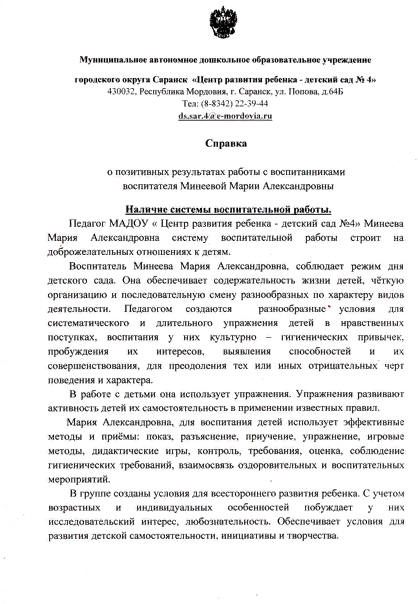 Муниципальное автономное дошкольное образовательное учреждение
городского округа Саранск «Центр развития ребенка - детский сад № 4»
430032, Республика Мордовия, г. Саранск, ул. Попова, д.64Б
Тел: (8-8342) 22-39-44
ds.sar.4@e-mordovia.ru
Справка
о позитивных результатах работы с воспитанниками
воспитателя Минеевой Марии Александровны
Наличие системы воспитательной работы.
Педагог МАДОУ « Центр развития ребенка - детский сад №4» Минеева
Мария Александровна систему воспитательной работы строит на
доброжелательных отношениях к детям.
Воспитатель Минеева Мария Александровна, соблюдает режим дня
детского сада. Она обеспечивает содержательность жизни детей, чёткую
организацию и последовательную смену разнообразных по характеру видов
деятельности. Педагогом создаются разнообразные условия для
систематического и длительного упражнения детей в нравственных
поступках, воспитания у них культурно – гигиенических привычек,
пробуждения их интересов, выявления способностей и их
совершенствования, для преодоления тех или иных отрицательных черт
поведения и характера.
В работе с детьми она использует упражнения. Упражнения развивают
активность детей их самостоятельность в применении известных правил.
Мария Александровна, для воспитания детей использует эффективные
методы и приёмы: показ, разъяснение, приучение, упражнение, игровые
методы, дидактические игры, контроль, требования, оценка, соблюдение
гигиенических требований, взаимосвязь оздоровительных и воспитательных
мероприятий.
В группе созданы условия для всестороннего развития ребенка. С учетом
возрастных и индивидуальных особенностей побуждает у них
исследовательский интерес, любознательность. Обеспечивает условия для
развития детской самостоятельности, инициативы и творчества.